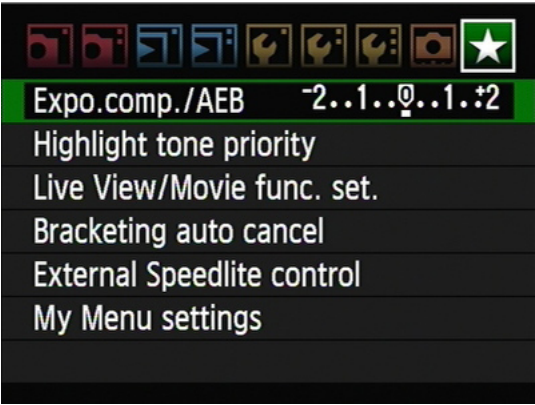 Expo.comp./AEB -2..1..0..1..+2
Highlight tone priority
Live View/Movie func. set.
Bracketing auto cancel
External Speedlite control
My Menu settings